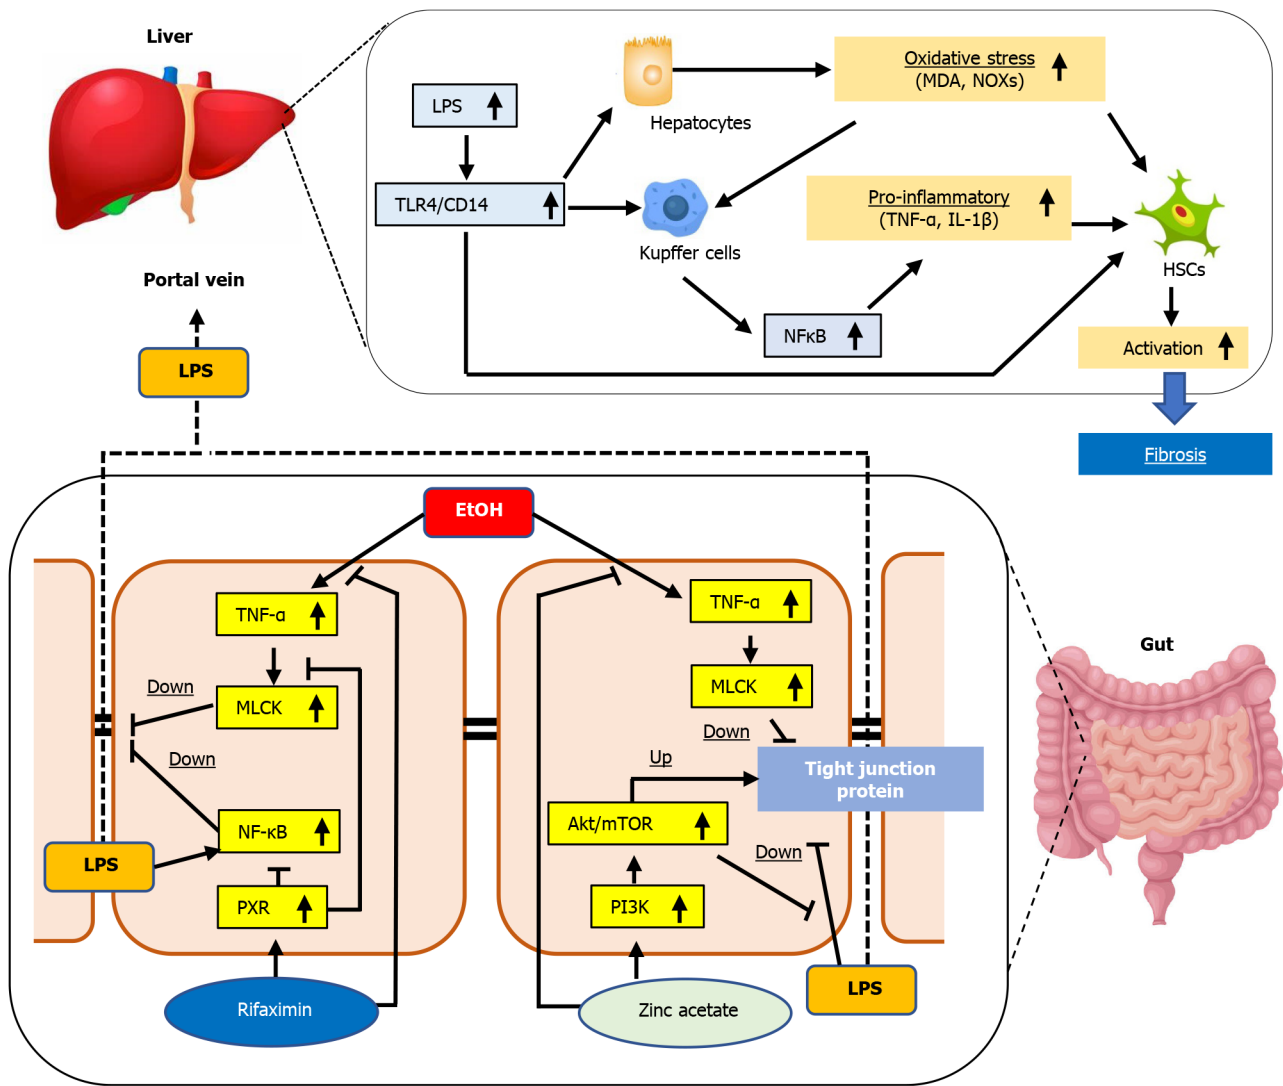 Liver
LPS
TLR4/CD14
Hepatocytes
Oxidative stress
(MDA, NOXs)
Kupffer cells
Pro-inflammatory
(TNF-α, IL-1β)
HSCs
NFκB
Activation
Fibrosis
Portal vein
LPS
EtOH
TNF-α
MLCK
Down
Down
NF-κB
LPS
PXR
Rifaximin
TNF-α
MLCK
Down
Up
Tight junction
protein
Akt/mTOR
Down
PI3K
LPS
Zinc acetate
Gut